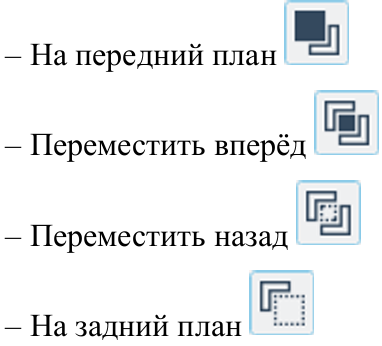 – На передний план
– Переместить вперёд
– Переместить назад
– На задний план